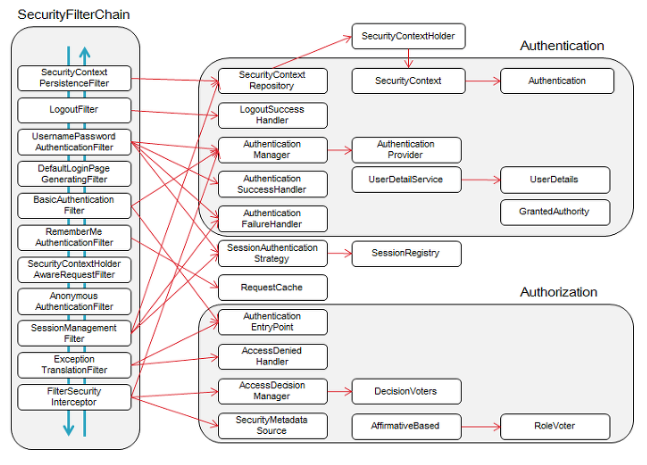 SecurityFilterChain
SecurityContext
PersistenceFilter
LogoutFilter
UsernamePassword
AuthenticationFilter
DefaultLoginPage
GeneratingFilter
BasicAuthentication
Filter
RememberMe
AuthenticationFilter
SecurityContextHolder
AwareRequestFilter
Anonymous
AuthenticationFilter
SessionManagement
Filter
Exception
TranslationFilter
FilterSecurity
Interceptor
SecurityContextHolder
Authentication
SecurityContext
Repository
SecurityContext
Authentication
LogoutSuccess
Handler
Authentication
Manager
Authentication
Provider
Authentication
SuccessHandler
UserDetailService
UserDetails
Authentication
FailureHandler
GrantedAuthority
SessionAuthentication
Strategy
SessionRegistry
RequestCache
Authorization
Authentication
EntryPoint
AccessDenied
Handler
AccessDecision
Manager
DecisionVoters
SecurityMetadata
Source
AffirmativeBased
RoleVoter